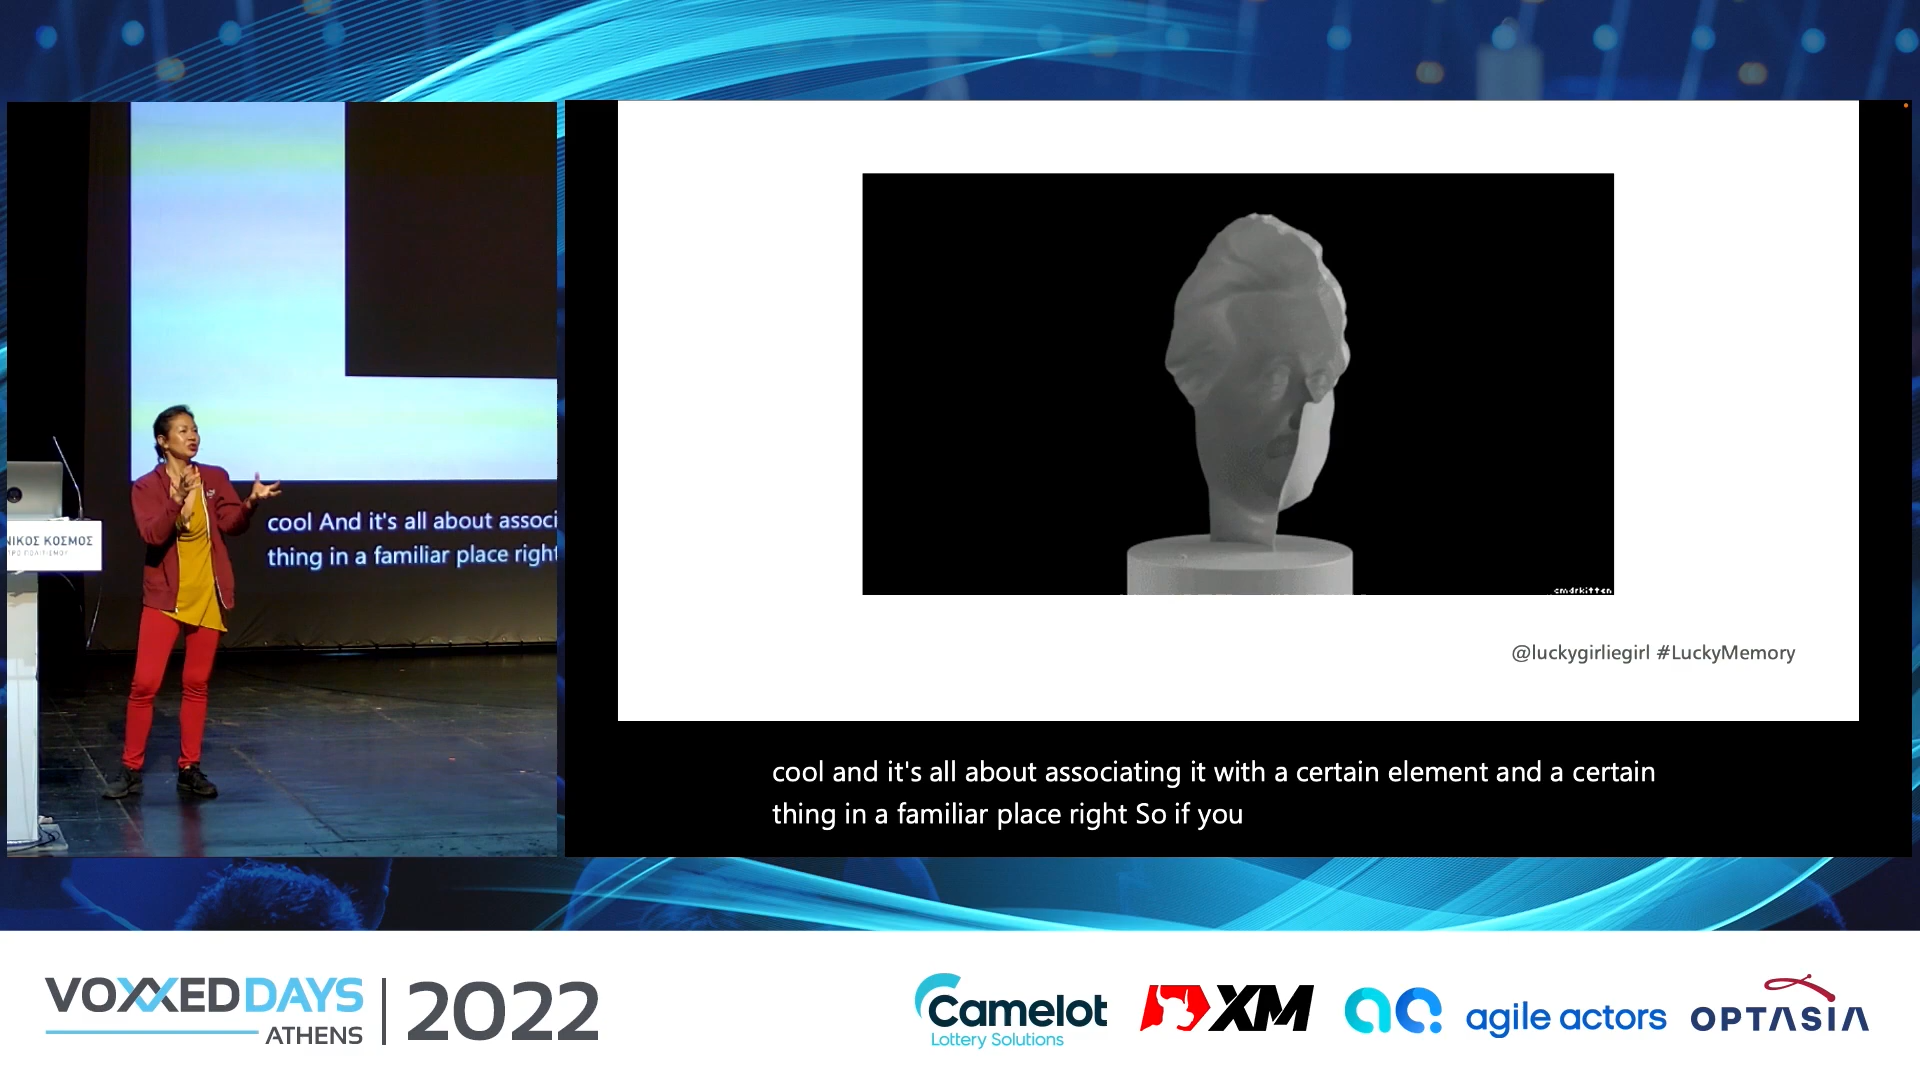 cool And it's all about associ
thing in a familiar place right
ΝΙΚΟΣ ΚΟΣΜΟΣ
cmdrkitten
@luckygirliegirl #LuckyMemory
cool and it's all about associating it with a certain element and a certain
thing in a familiar place right So if you
VOXXEDDAYS
ATHENS
2022
Camelot
Lottery Solutions
XM
agile actors
OPTASIA